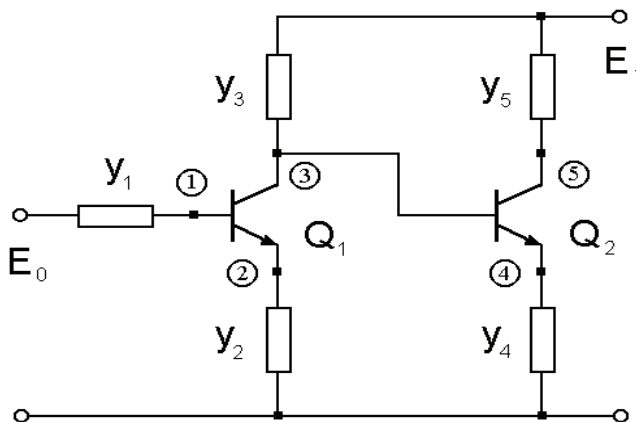 E
y₃
y₅
y₁
①
③
⑤
E₀
②
Q₁
④
Q₂
y₂
y₄